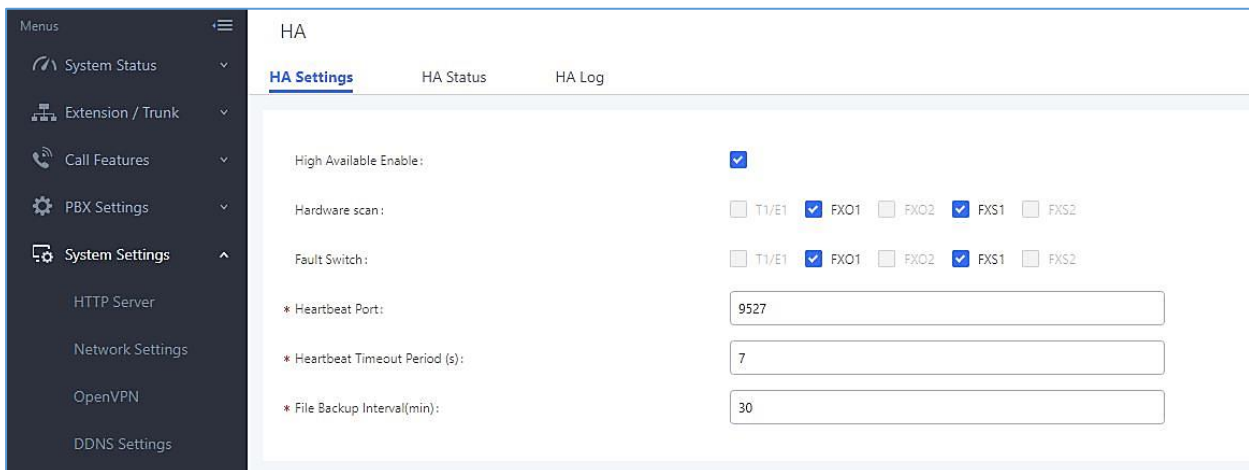 Menus
System Status
Extension / Trunk
Call Features
PBX Settings
System Settings
HTTP Server
Network Settings
OpenVPN
DDNS Settings
HA
HA Settings HA Status HA Log
High Available Enable:
Hardware scan: T1/E1 FXO1 FXO2 FXS1 FXS2
Fault Switch: T1/E1 FXO1 FXO2 FXS1 FXS2
* Heartbeat Port: 9527
* Heartbeat Timeout Period (s): 7
* File Backup Interval(min): 30